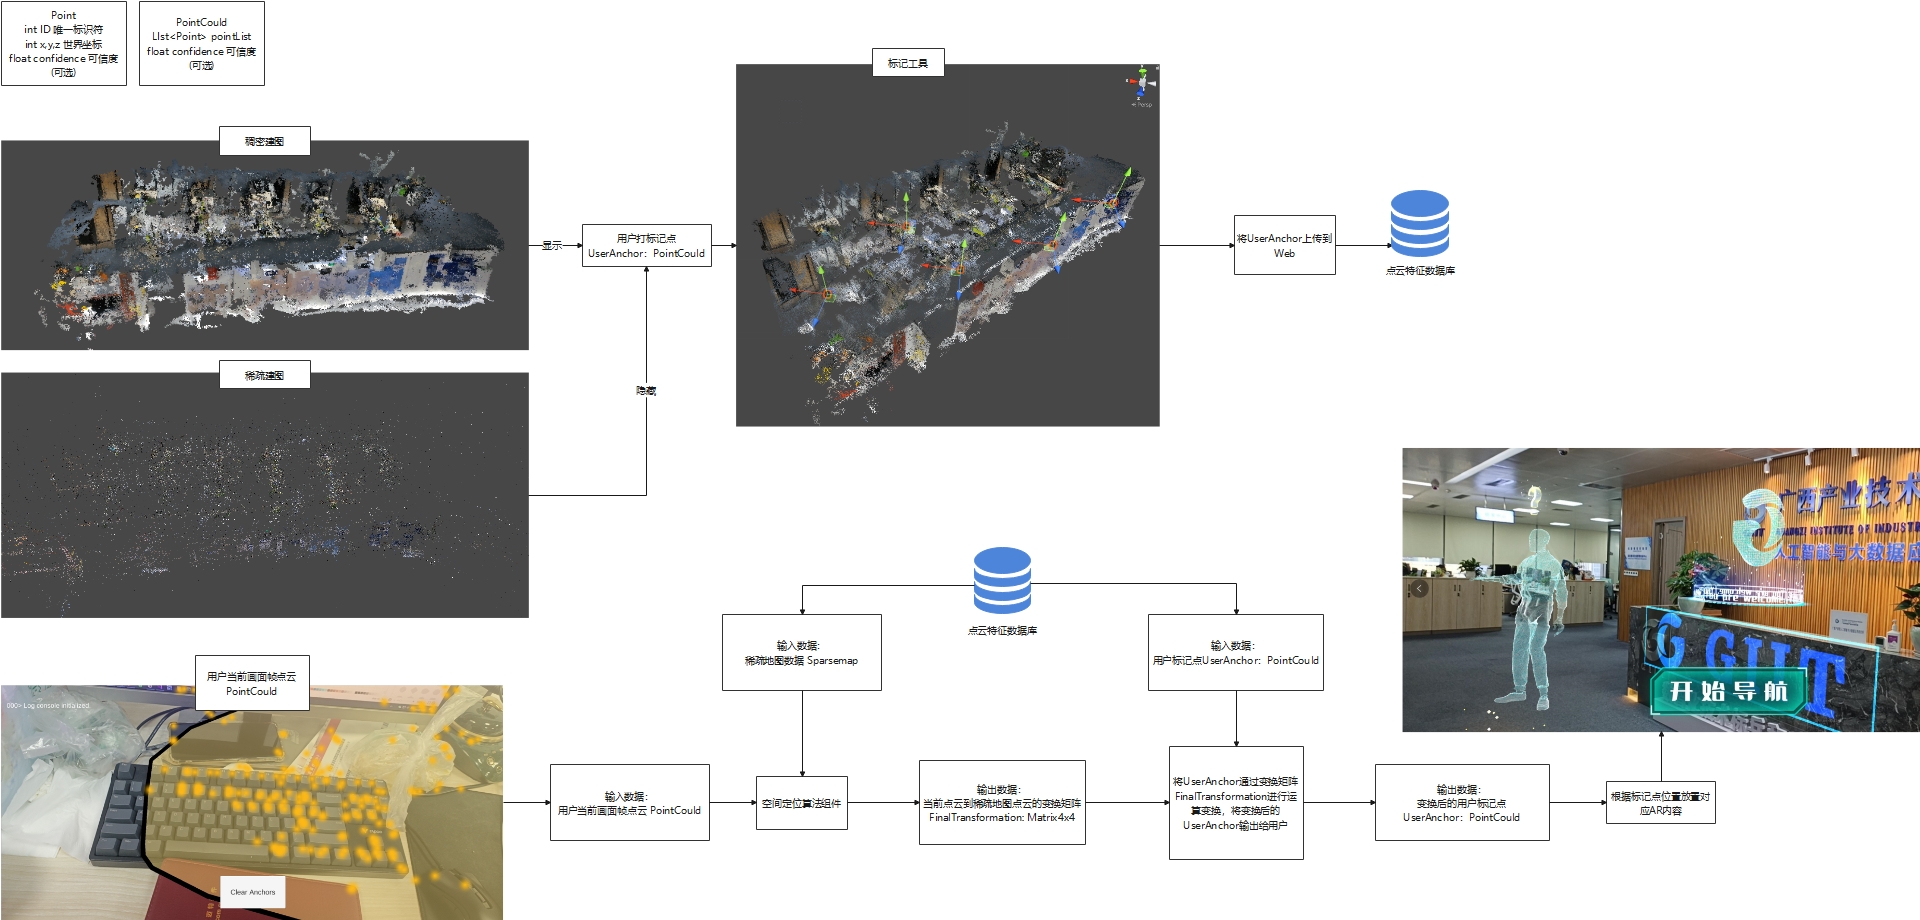 Point
int ID 唯一标识符
int x,y,z 世界坐标
float confidence 可信度
(可选)
PointCould
LIst<Point> pointList
float confidence 可信度
(可选)
标记工具
Persp
稠密建图
显示
用户打标记点
UserAnchor：PointCould
将UserAnchor上传到
Web
点云特征数据库
稀疏建图
隐藏
点云特征数据库
输入数据：
稀疏地图数据 Sparsemap
输入数据：
用户标记点UserAnchor：PointCould
广西产业技术
GUANGXI INSTITUTE OF INDUSTR
人工智能与大数据应
GUIT
开始导航
用户当前画面帧点云
PointCould
000> Log console initialized
Clear Anchors
输入数据：
用户当前画面帧点云 PointCould
空间定位算法组件
输出数据：
当前点云到稀疏地图点云的变换矩阵
FinalTransformation: Matrix4x4
将UserAnchor通过变换矩阵
FinalTransformation进行运
算变换，将变换后的
UserAnchor输出给用户
输出数据：
变换后的用户标记点
UserAnchor：PointCould
根据标记点位置放置对
应AR内容